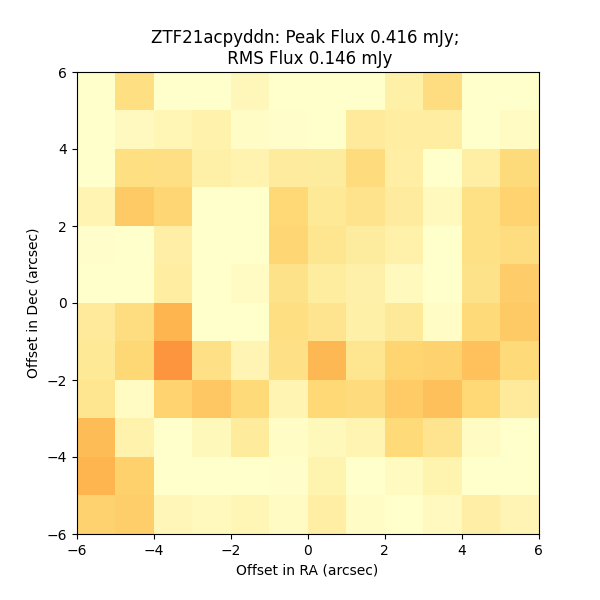 ZTF21acpyddn: Peak Flux 0.416 mJy;
RMS Flux 0.146 mJy
6
4
2
0
−2
−4
−6
Offset in Dec (arcsec)
−6 −4 −2 0 2 4 6
Offset in RA (arcsec)